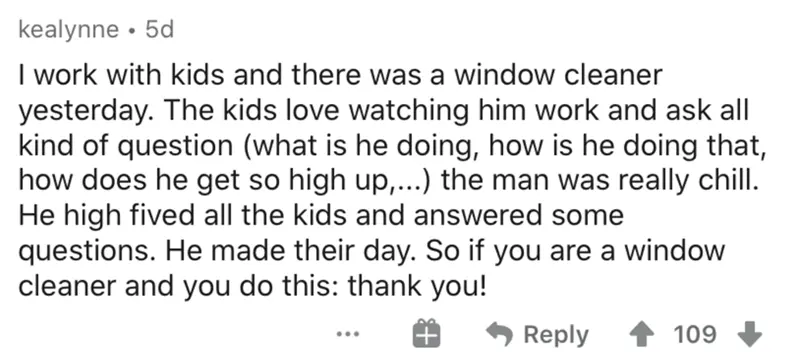 kealynne • 5d
I work with kids and there was a window cleaner
yesterday. The kids love watching him work and ask all
kind of question (what is he doing, how is he doing that,
how does he get so high up,...) the man was really chill.
He high fived all the kids and answered some
questions. He made their day. So if you are a window
cleaner and you do this: thank you!
... Reply 109